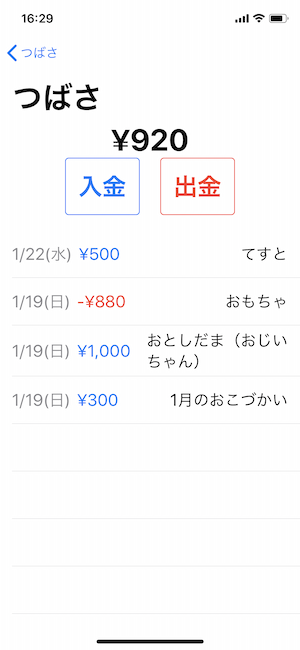 16:29
つばさ
つばさ
¥920
入金 出金
1/22(水) ¥500 てすと
1/19(日) -¥880 おもちゃ
1/19(日) ¥1,000 おとしだま（おじい
ちゃん）
1/19(日) ¥300 1月のおこづかい